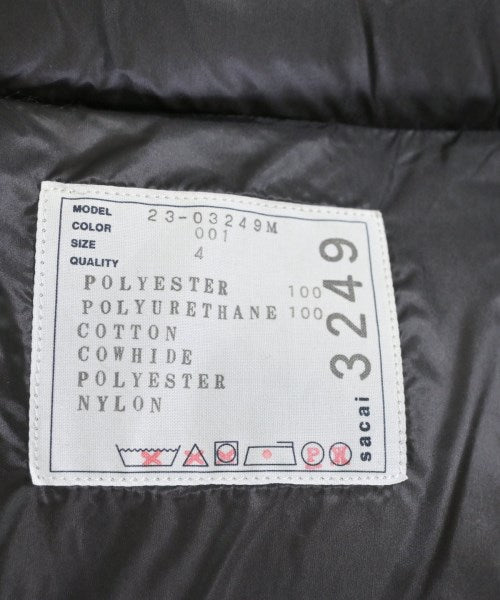 MODEL 23-03249M
COLOR 001
SIZE 4
QUALITY
POLYESTER 100
POLYURETHANE 100
COTTON
COWHIDE
POLYESTER
NYLON
P W
sacai 3249